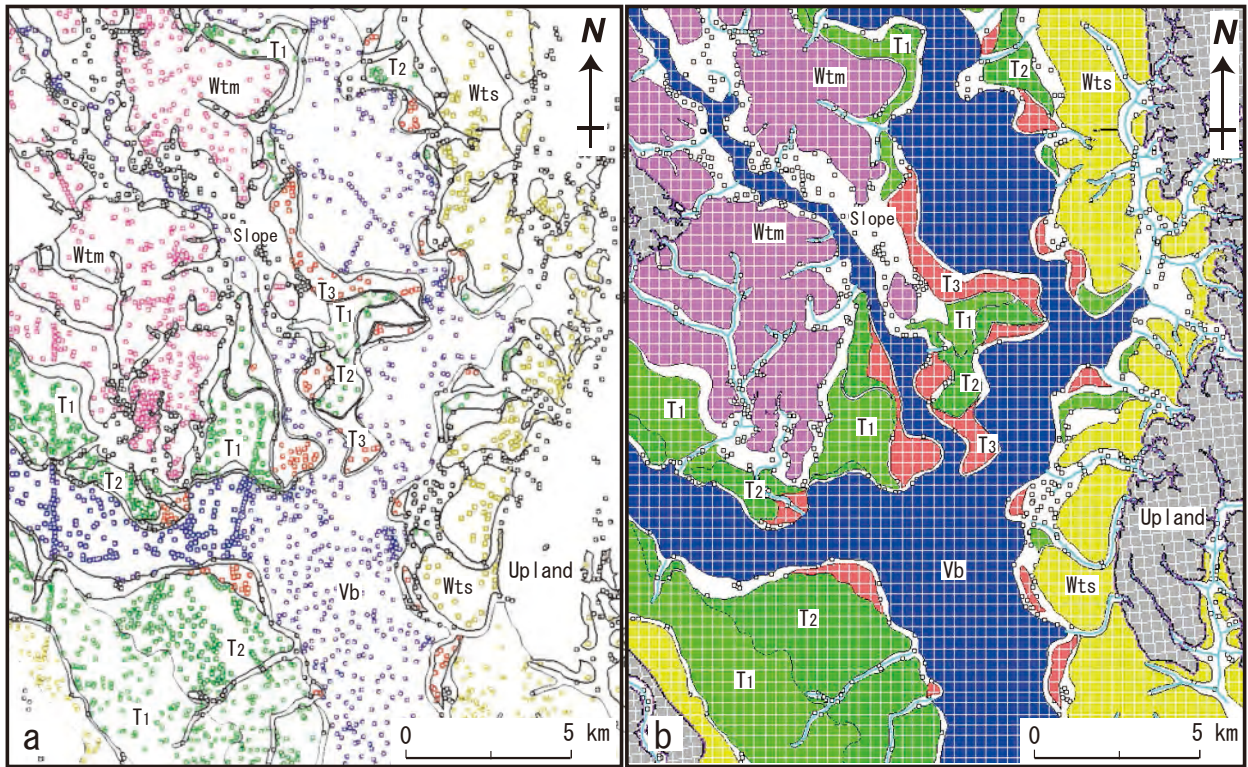 N
T1
T2
Wtm
Wts
Wtm
Slope
T3
T1
T2
T1
T1
T3
T2
Upland
Vb
Wts
T2
T1
a
0 5 km
N
T1
T2
Wtm
Wts
Slope
Wtm
T3
T1
T2
T1
T1
T3
T2
Upland
Vb
Wts
T2
T1
b
0 5 km